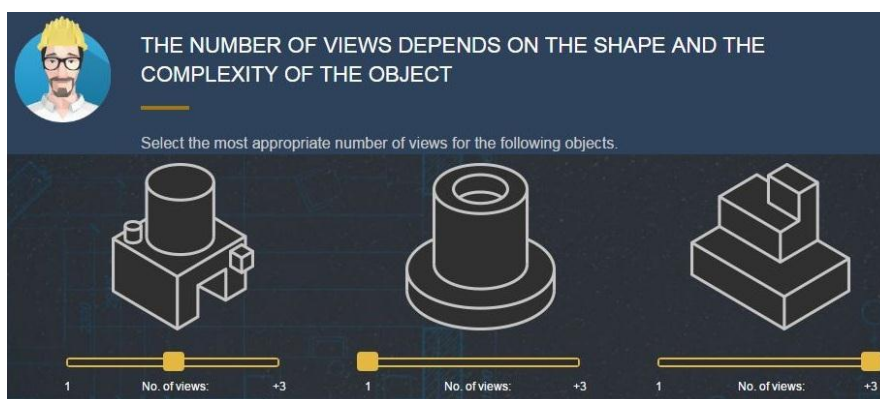 THE NUMBER OF VIEWS DEPENDS ON THE SHAPE AND THE
COMPLEXITY OF THE OBJECT
Select the most appropriate number of views for the following objects.
1 No. of views: +3
1 No. of views: +3
1 No. of views: +3